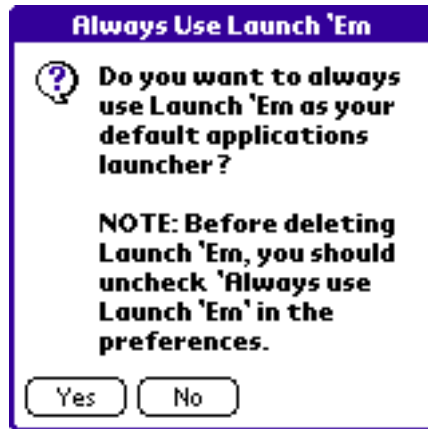 Always Use Launch 'Em
Do you want to always
use Launch 'Em as your
default applications
launcher?
NOTE: Before deleting
Launch 'Em, you should
uncheck 'Always use
Launch 'Em' in the
preferences.
Yes No